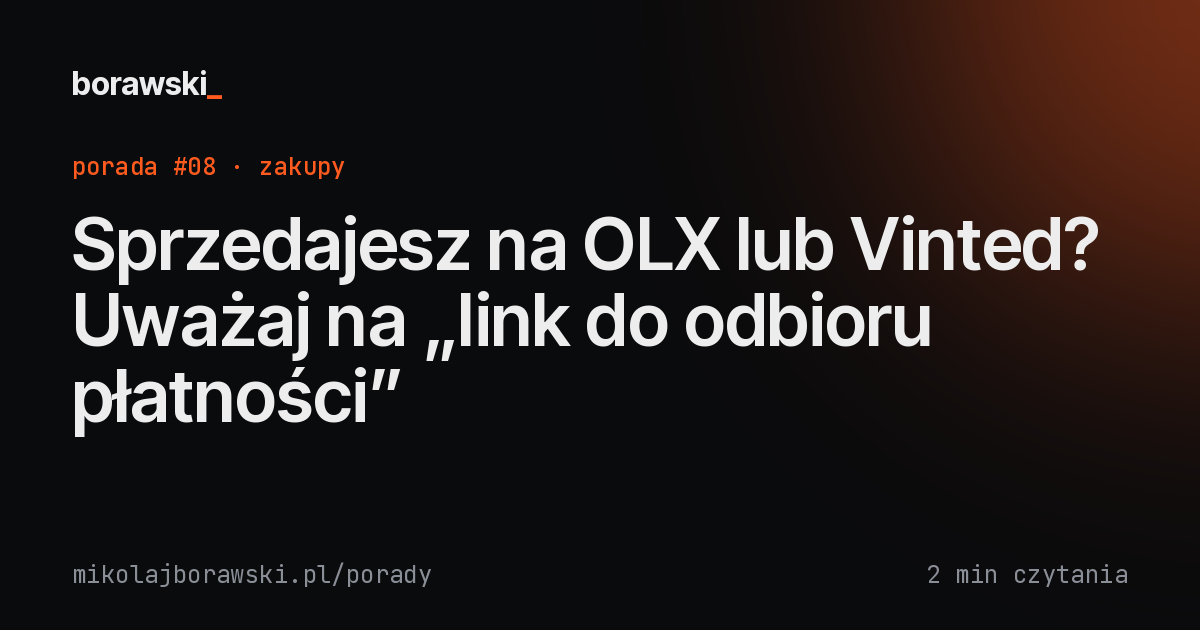 borawski_
porada #08 · zakupy
Sprzedajesz na OLX lub Vinted?
Uważaj na „link do odbioru
płatności”
mikolajborawski.pl/porady
2 min czytania